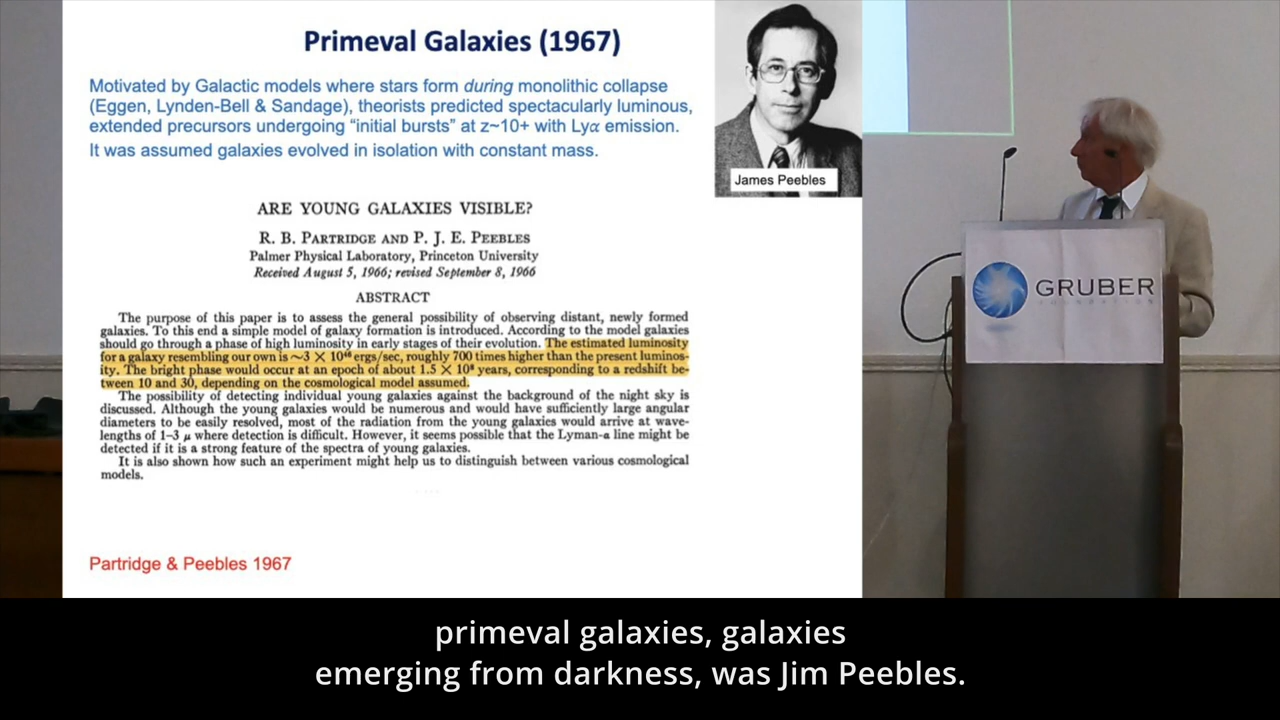 Primeval Galaxies (1967)
Motivated by Galactic models where stars form during monolithic collapse
(Eggen, Lynden-Bell & Sandage), theorists predicted spectacularly luminous,
extended precursors undergoing “initial bursts” at z~10+ with Lyα emission.
It was assumed galaxies evolved in isolation with constant mass.
James Peebles
ARE YOUNG GALAXIES VISIBLE?
R. B. PARTRIDGE AND P. J. E. PEEBLES
Palmer Physical Laboratory, Princeton University
Received August 5, 1966; revised September 8, 1966
ABSTRACT
The purpose of this paper is to assess the general possibility of observing distant, newly formed
galaxies. To this end a simple model of galaxy formation is introduced. According to the model galaxies
should go through a phase of high luminosity in early stages of their evolution. The estimated luminosity
for a galaxy resembling our own is ~3 × 10⁴⁶ ergs/sec, roughly 700 times higher than the present luminos-
ity. The bright phase would occur at an epoch of about 1.5 × 10⁸ years, corresponding to a redshift be-
tween 10 and 30, depending on the cosmological model assumed.
The possibility of detecting individual young galaxies against the background of the night sky is
discussed. Although the young galaxies would be numerous and would have sufficiently large angular
diameters to be easily resolved, most of the radiation from the young galaxies would arrive at wave-
lengths of 1–3 μ where detection is difficult. However, it seems possible that the Lyman-α line might be
detected if it is a strong feature of the spectra of young galaxies.
It is also shown how such an experiment might help us to distinguish between various cosmological
models.
Partridge & Peebles 1967
GRUBER
FOUNDATION
primeval galaxies, galaxies
emerging from darkness, was Jim Peebles.